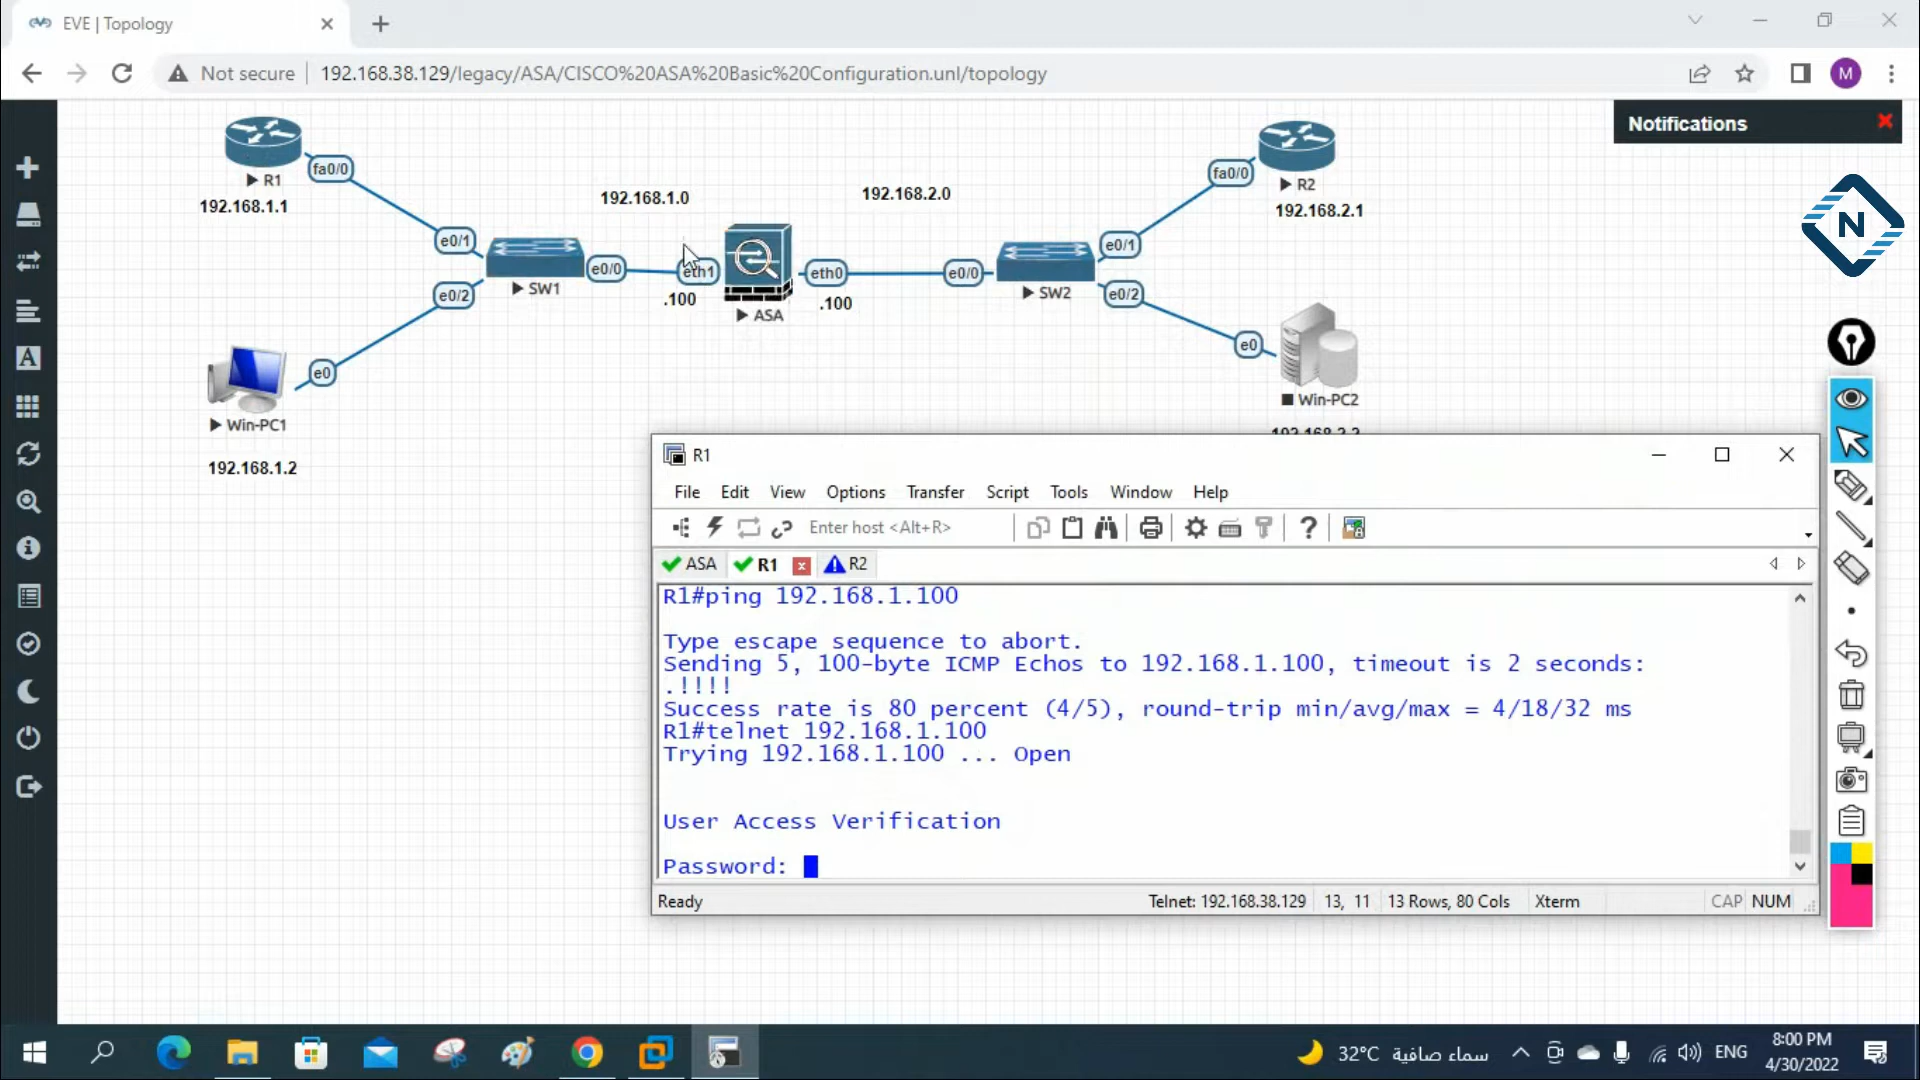 EVE | Topology
Not secure
192.168.38.129/legacy/ASA/CISCO%20ASA%20Basic%20Configuration.unl/topology
M
Notifications
R1
fa0/0
192.168.1.1
192.168.1.0
192.168.2.0
fa0/0
R2
192.168.2.1
N
e0/1
SW1
e0/0
eth1
.100
ASA
eth0
.100
e0/0
SW2
e0/1
e0/2
e0/2
e0
Win-PC1
192.168.1.2
e0
Win-PC2
R1
File Edit View Options Transfer Script Tools Window Help
Enter host <Alt+R>
ASA R1 R2
R1#ping 192.168.1.100
Type escape sequence to abort.
Sending 5, 100-byte ICMP Echos to 192.168.1.100, timeout is 2 seconds:
.!!!!
Success rate is 80 percent (4/5), round-trip min/avg/max = 4/18/32 ms
R1#telnet 192.168.1.100
Trying 192.168.1.100 ... Open
User Access Verification
Password:
Ready Telnet: 192.168.38.129 13, 11 13 Rows, 80 Cols Xterm CAP NUM
32°C سماء صافية
ENG
8:00 PM
4/30/2022